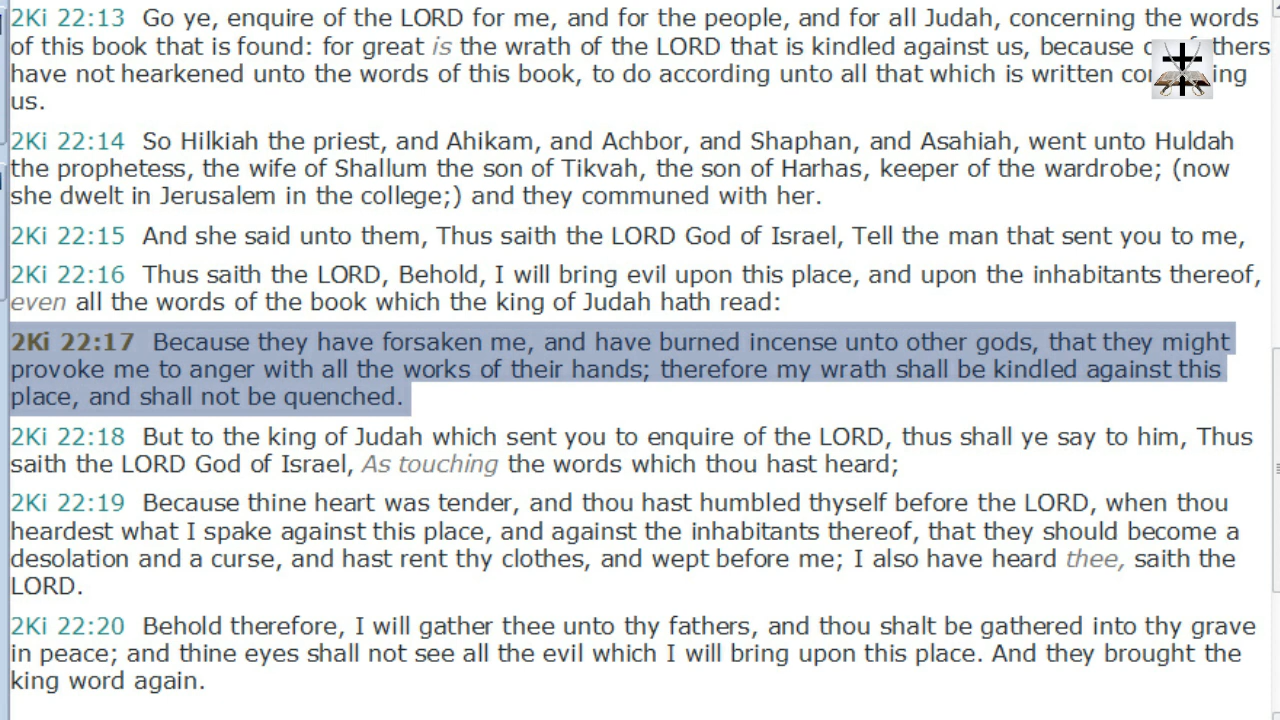 2Ki 22:13 Go ye, enquire of the LORD for me, and for the people, and for all Judah, concerning the words
of this book that is found: for great is the wrath of the LORD that is kindled against us, because
have not hearkened unto the words of this book, to do according unto all that which is written
us.
2Ki 22:14 So Hilkiah the priest, and Ahikam, and Achbor, and Shaphan, and Asahiah, went unto Huldah
the prophetess, the wife of Shallum the son of Tikvah, the son of Harhas, keeper of the wardrobe; (now
she dwelt in Jerusalem in the college;) and they communed with her.
2Ki 22:15 And she said unto them, Thus saith the LORD God of Israel, Tell the man that sent you to me,
2Ki 22:16 Thus saith the LORD, Behold, I will bring evil upon this place, and upon the inhabitants thereof,
even all the words of the book which the king of Judah hath read:
2Ki 22:17 Because they have forsaken me, and have burned incense unto other gods, that they might
provoke me to anger with all the works of their hands; therefore my wrath shall be kindled against this
place, and shall not be quenched.
2Ki 22:18 But to the king of Judah which sent you to enquire of the LORD, thus shall ye say to him, Thus
saith the LORD God of Israel, As touching the words which thou hast heard;
2Ki 22:19 Because thine heart was tender, and thou hast humbled thyself before the LORD, when thou
heardest what I spake against this place, and against the inhabitants thereof, that they should become a
desolation and a curse, and hast rent thy clothes, and wept before me; I also have heard thee, saith the
LORD.
2Ki 22:20 Behold therefore, I will gather thee unto thy fathers, and thou shalt be gathered into thy grave
in peace; and thine eyes shall not see all the evil which I will bring upon this place. And they brought the
king word again.